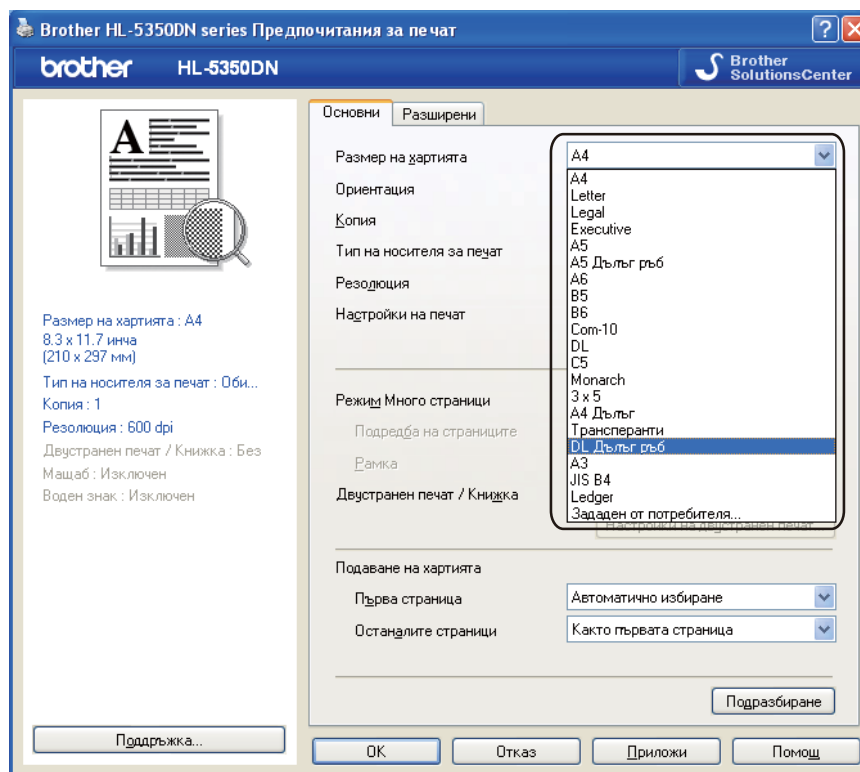 Brother HL-5350DN series Предпочитания за печат
brother HL-5350DN
Brother
SolutionsCenter
Основни
Разширени
A
Размер на хартията
A4
Ориентация
Копия
Тип на носителя за печат
Резолюция
Настройки на печат
A4
Letter
Legal
Executive
A5
A5 Дълъг ръб
A6
B5
B6
Com-10
DL
C5
Monarch
3 x 5
A4 Дълъг
Трансперанти
DL Дълъг ръб
A3
JIS B4
Ledger
Зададен от потребителя...
Размер на хартията : A4
8.3 x 11.7 инча
(210 x 297 мм)
Тип на носителя за печат : Оби...
Копия : 1
Резолюция : 600 dpi
Двустранен печат / Книжка : Без
Мащаб : Изключен
Воден знак : Изключен
Режим Много страници
Подредба на страниците
Рамка
Двустранен печат / Книжка
Настройки на двустранен печат...
Подаване на хартията
Първа страница
Автоматично избиране
Останалите страници
Както първата страница
Подразбиране
Поддръжка...
OK
Отказ
Приложи
Помощ